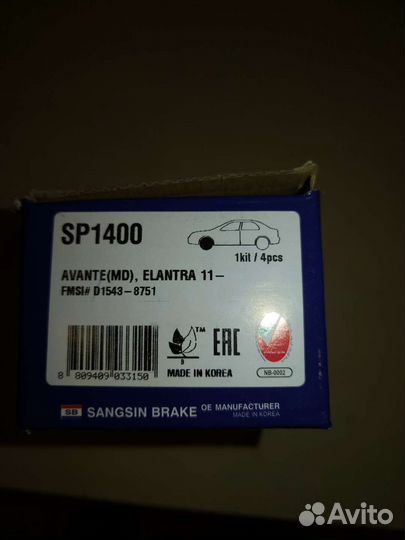 SP1400
1kit / 4pcs
AVANTE(MD), ELANTRA 11-
FMSI# D1543-8751
TM
EAC
MADE IN KOREA
NB-0002
8 809409 033150
SB SANGSIN BRAKE OE MANUFACTURER
MADE IN KOREA
Avito